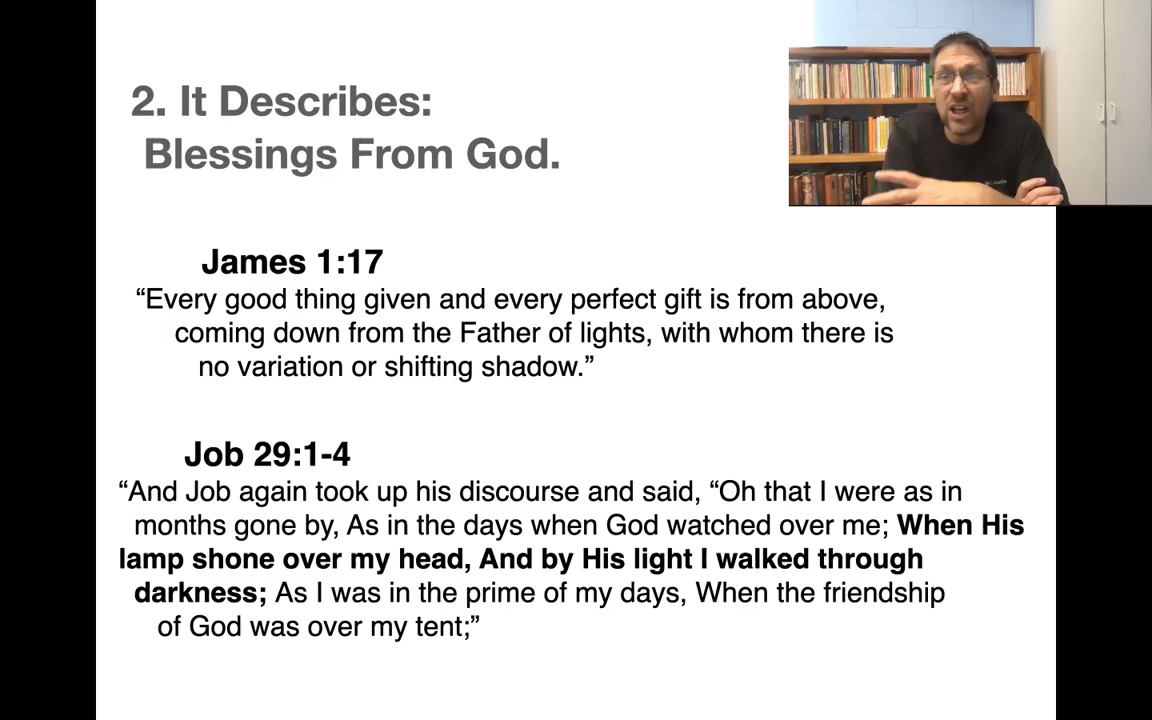 2. It Describes:
Blessings From God.
James 1:17
“Every good thing given and every perfect gift is from above,
coming down from the Father of lights, with whom there is
no variation or shifting shadow.”
Job 29:1-4
“And Job again took up his discourse and said, “Oh that I were as in
months gone by, As in the days when God watched over me; When His
lamp shone over my head, And by His light I walked through
darkness; As I was in the prime of my days, When the friendship
of God was over my tent;”